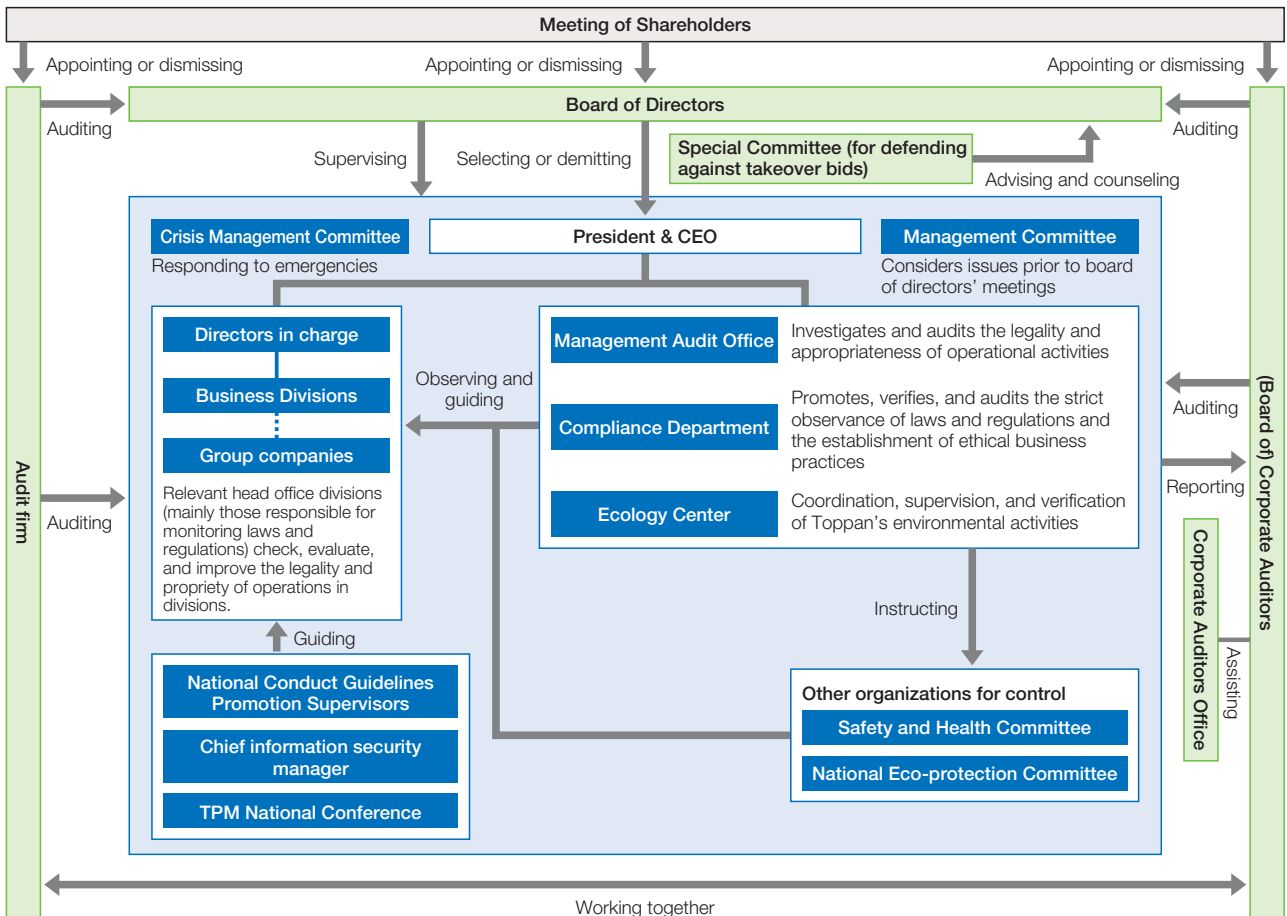 Meeting of Shareholders
Appointing or dismissing
Appointing or dismissing
Appointing or dismissing
Board of Directors
Auditing
Auditing
Supervising
Selecting or demitting
Special Committee (for defending
against takeover bids)
Advising and counseling
Crisis Management Committee
Responding to emergencies
President & CEO
Management Committee
Considers issues prior to board
of directors’ meetings
Directors in charge
Business Divisions
Group companies
Relevant head office divisions
(mainly those responsible for
monitoring laws and
regulations) check, evaluate,
and improve the legality and
propriety of operations in
divisions.
Observing and
guiding
Management Audit Office
Investigates and audits the legality and
appropriateness of operational activities
Compliance Department
Promotes, verifies, and audits the strict
observance of laws and regulations and
the establishment of ethical business
practices
Ecology Center
Coordination, supervision, and verification
of Toppan’s environmental activities
Auditing
Reporting
Audit firm
Auditing
(Board of) Corporate Auditors
Corporate Auditors Office
Assisting
Guiding
Instructing
National Conduct Guidelines
Promotion Supervisors
Chief information security
manager
TPM National Conference
Other organizations for control
Safety and Health Committee
National Eco-protection Committee
Working together